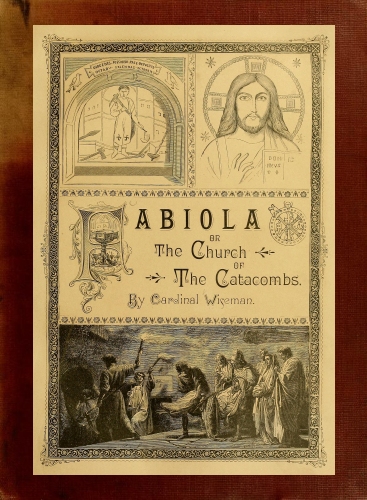 FABIOLA
OR
The Church
OF
The Catacombs.
By Cardinal Wiseman.